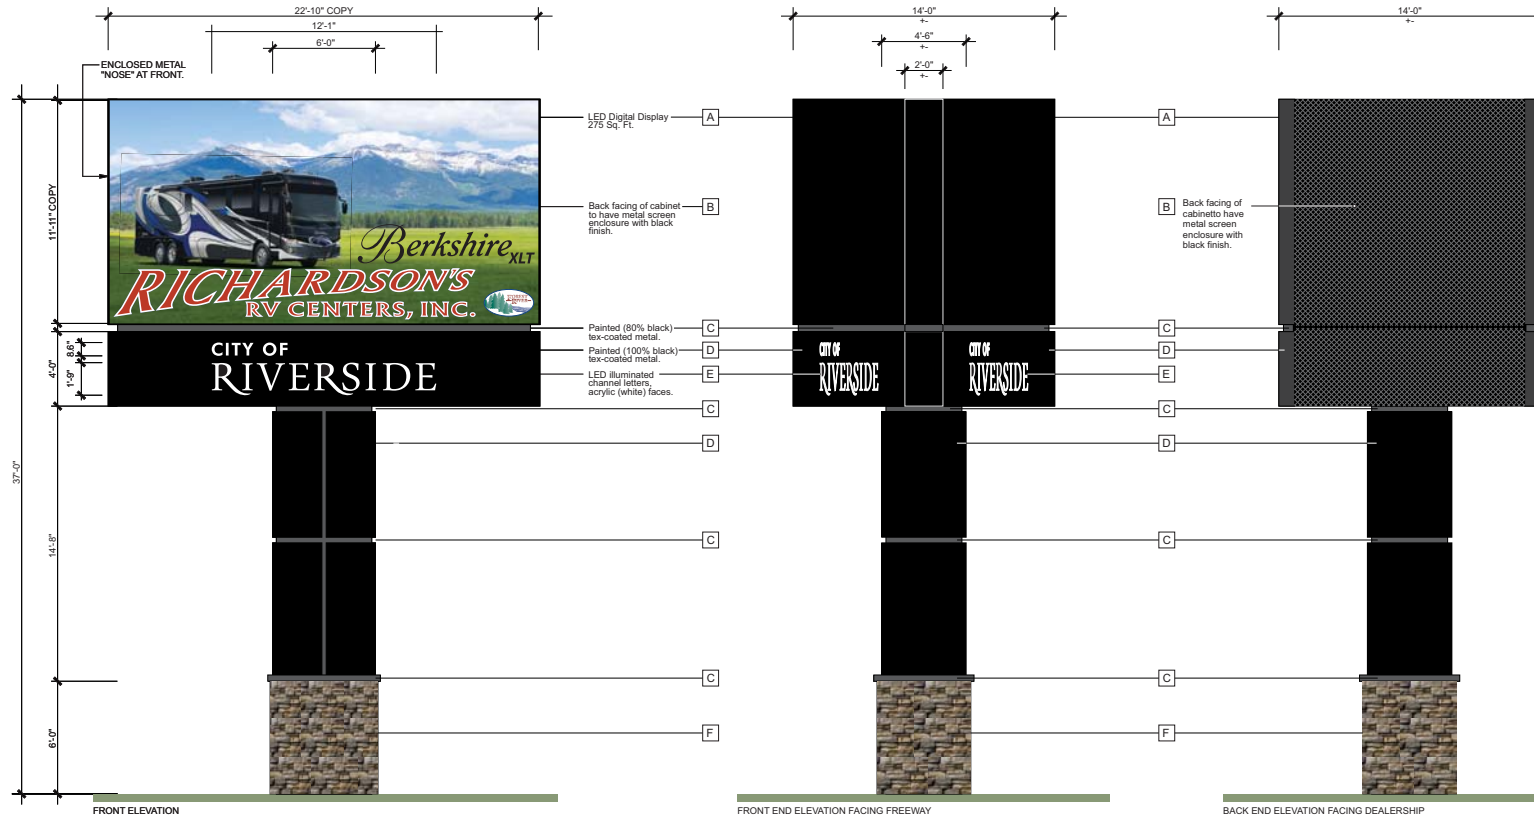 22'-10" COPY
12'-1"
6'-0"
ENCLOSED METAL
"NOSE" AT FRONT.
37'-0"
11'-11" COPY
4'-0"
8.6"
1'-9"
14'-8"
6'-0"
Berkshire XLT
RICHARDSON'S
RV CENTERS, INC.
CITY OF
RIVERSIDE
LED Digital Display
275 Sq. Ft.
A
Back facing of cabinet
to have metal screen
enclosure with black
finish.
B
Painted (80% black)
tex-coated metal.
C
Painted (100% black)
tex-coated metal.
D
LED illuminated
channel letters,
acrylic (white) faces.
E
C
D
C
C
F
FRONT ELEVATION
14'-0"
+-
4'-6"
+-
2'-0"
+-
CITY OF
RIVERSIDE
CITY OF
RIVERSIDE
FRONT END ELEVATION FACING FREEWAY
14'-0"
+-
A
B
Back facing of
cabinetto have
metal screen
enclosure with
black finish.
C
D
E
C
D
C
C
F
BACK END ELEVATION FACING DEALERSHIP